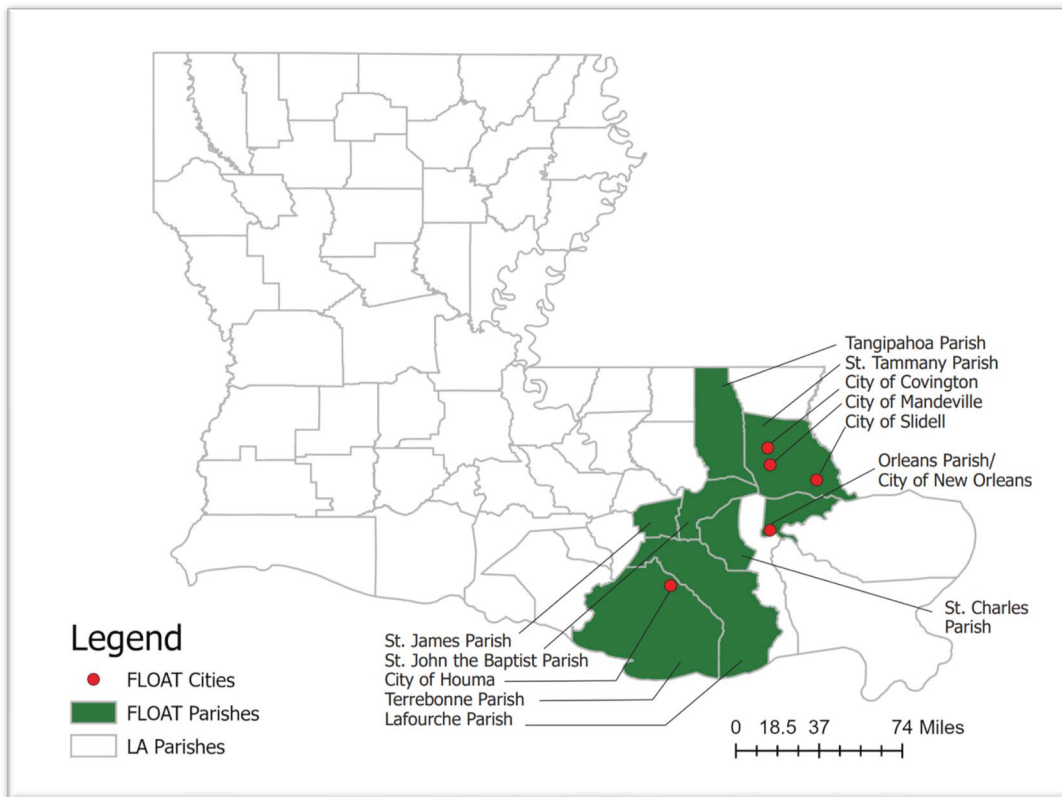 Tangipahoa Parish
St. Tammany Parish
City of Covington
City of Mandeville
City of Slidell
Orleans Parish/
City of New Orleans
St. Charles
Parish
St. James Parish
St. John the Baptist Parish
City of Houma
Terrebonne Parish
Lafourche Parish
Legend
FLOAT Cities
FLOAT Parishes
LA Parishes
0 18.5 37 74 Miles